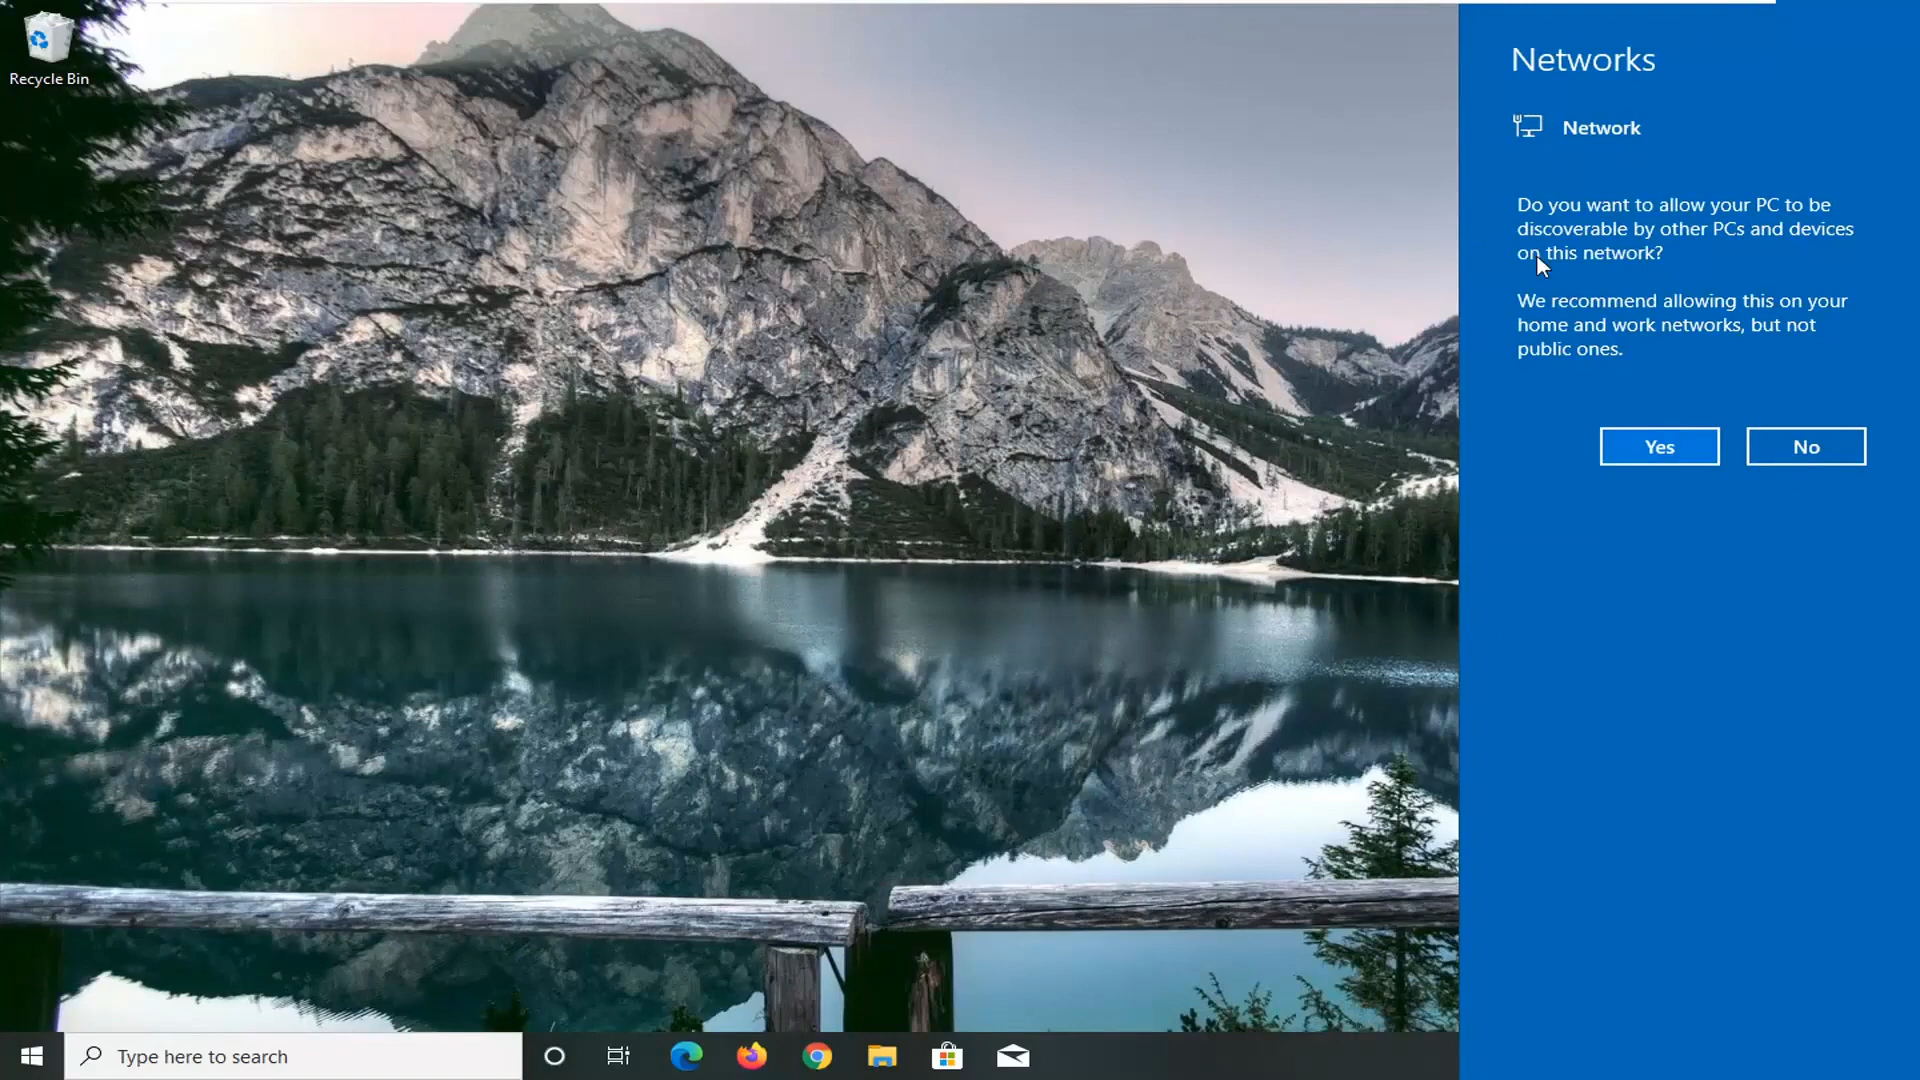 Recycle Bin
Networks
Network
Do you want to allow your PC to be
discoverable by other PCs and devices
on this network?
We recommend allowing this on your
home and work networks, but not
public ones.
Yes
No
Type here to search